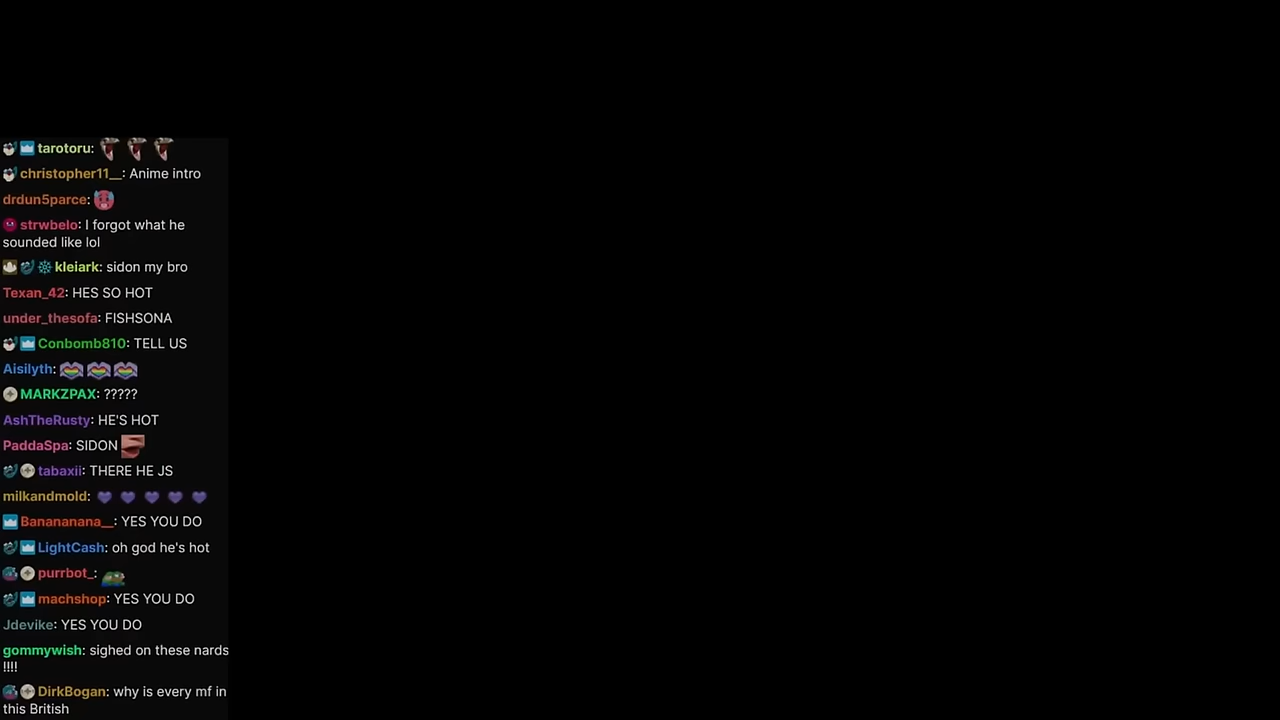 tarotoru:
christopher11__: Anime intro
drdun5parce:
strwbelo: I forgot what he
sounded like lol
kleiark: sidon my bro
Texan_42: HES SO HOT
under_thesofa: FISHSONA
Conbomb810: TELL US
Aisilyth:
MARKZPAX: ?????
AshTheRusty: HE'S HOT
PaddaSpa: SIDON
tabaxii: THERE HE JS
milkandmold:
Banananana__: YES YOU DO
LightCash: oh god he's hot
purrbot_:
machshop: YES YOU DO
Jdevike: YES YOU DO
gommywish: sighed on these nards
!!!!
DirkBogan: why is every mf in
this British